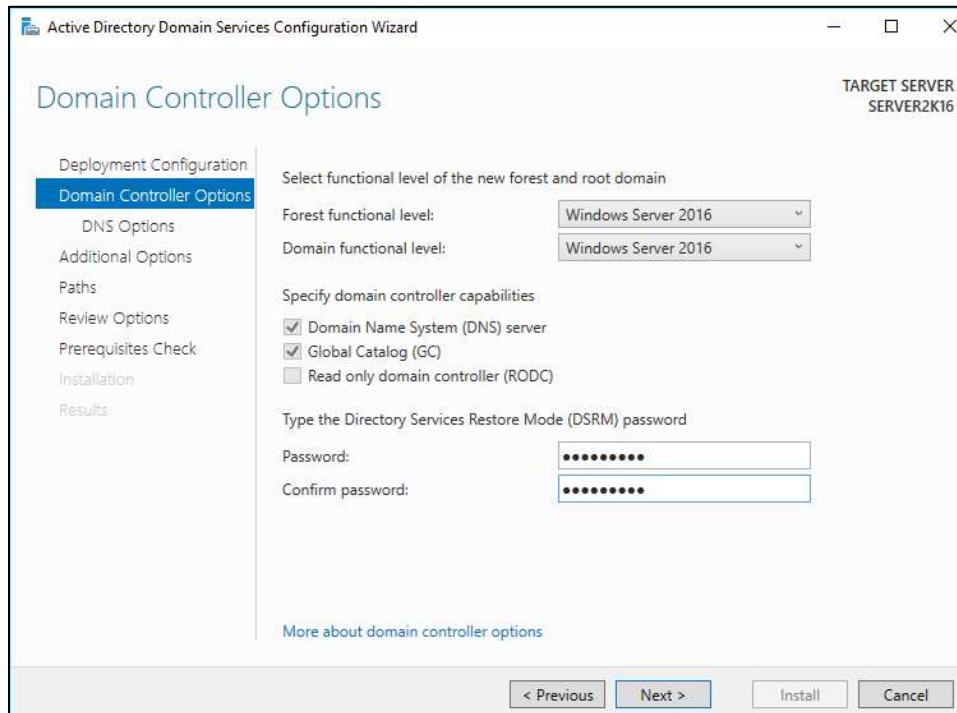 Active Directory Domain Services Configuration Wizard
Domain Controller Options
TARGET SERVER
SERVER2K16
Deployment Configuration
Domain Controller Options
DNS Options
Additional Options
Paths
Review Options
Prerequisites Check
Installation
Results
Select functional level of the new forest and root domain
Forest functional level: Windows Server 2016
Domain functional level: Windows Server 2016
Specify domain controller capabilities
Domain Name System (DNS) server
Global Catalog (GC)
Read only domain controller (RODC)
Type the Directory Services Restore Mode (DSRM) password
Password: •••••••••
Confirm password: •••••••••
More about domain controller options
< Previous Next > Install Cancel